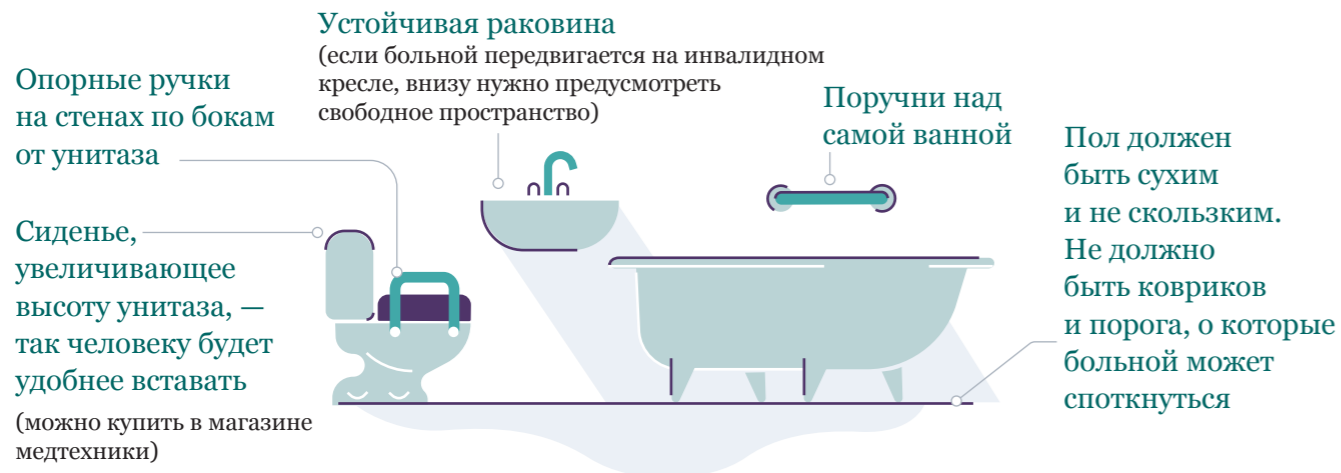 Устойчивая раковина
(если больной передвигается на инвалидном
кресле, внизу нужно предусмотреть
свободное пространство)
Опорные ручки
на стенах по бокам
от унитаза
Сиденье,
увеличивающее
высоту унитаза, —
так человеку будет
удобнее вставать
(можно купить в магазине
медтехники)
Поручни над
самой ванной
Пол должен
быть сухим
и не скользким.
Не должно
быть ковриков
и порога, о которые
больной может
споткнуться